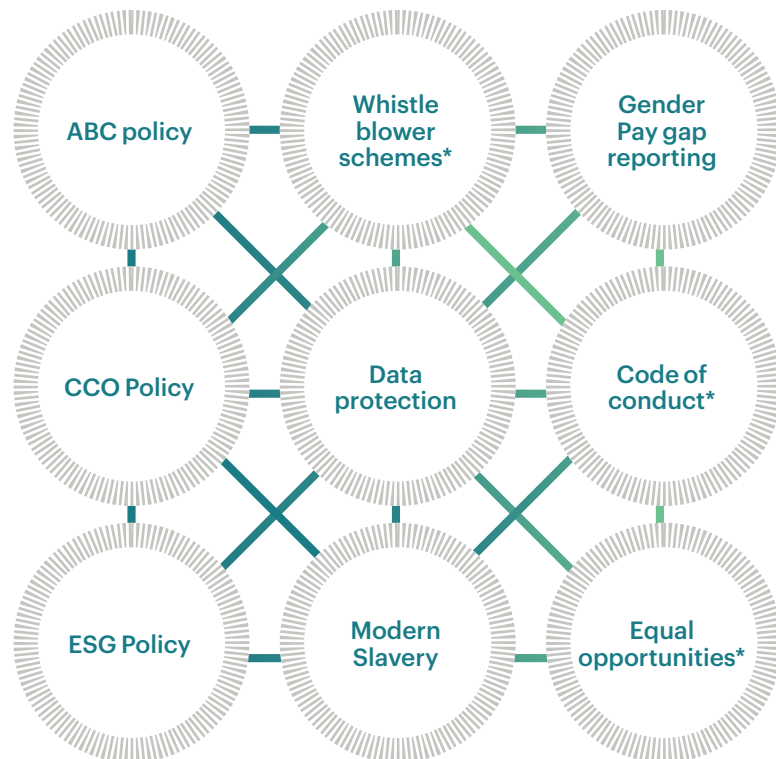 ABC policy
Whistle
blower
schemes*
Gender
Pay gap
reporting
CCO Policy
Data
protection
Code of
conduct*
ESG Policy
Modern
Slavery
Equal
opportunities*